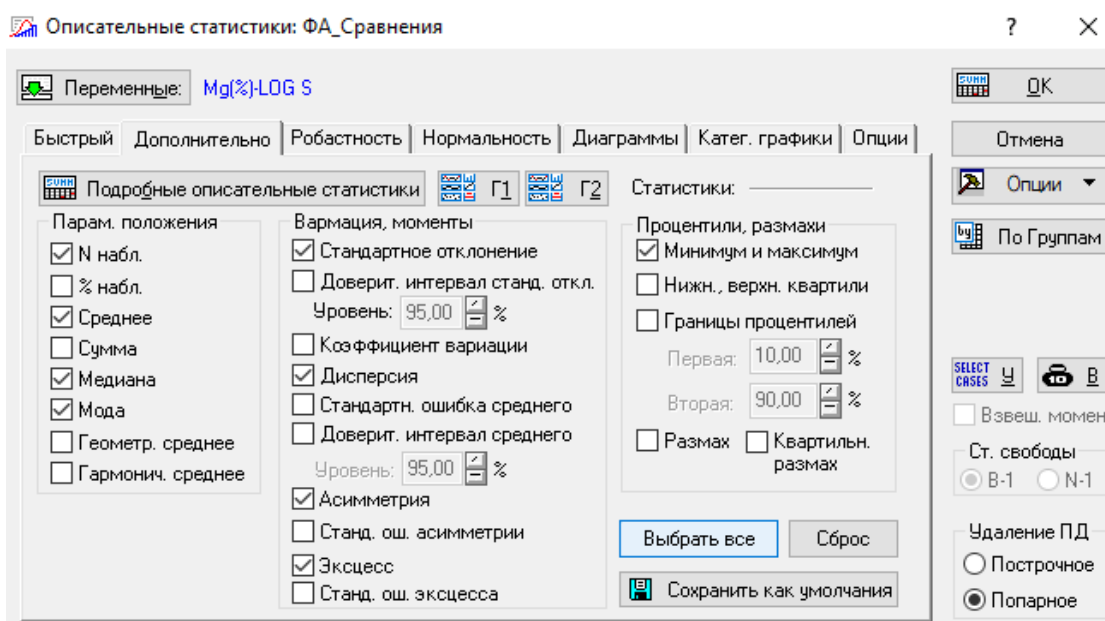 Описательные статистики: ФА_Сравнения
?
Переменные: Mg(%)-LOG S
Быстрый Дополнительно Робастность Нормальность Диаграммы Катег. графики Опции
Подробные описательные статистики Г1 Г2 Статистики:
Парам. положения
N набл.
% набл.
Среднее
Сумма
Медиана
Мода
Геометр. среднее
Гармонич. среднее
Вармация, моменты
Стандартное отклонение
Доверит. интервал станд. откл.
Уровень: 95,00 %
Коэффициент вариации
Дисперсия
Стандартн. ошибка среднего
Доверит. интервал среднего
Уровень: 95,00 %
Асимметрия
Станд. ош. асимметрии
Эксцесс
Станд. ош. эксцесса
Процентили, размахи
Минимум и максимум
Нижн., верхн. квартили
Границы процентилей
Первая: 10,00 %
Вторая: 90,00 %
Размах Квартильн. размах
Выбрать все Сброс
Сохранить как умолчания
SUMM OK
Отмена
Опции
by По Группам
SELECT CASES У В
Взвеш. момен
Ст. свободы
В-1 N-1
Удаление ПД
Построчное
Попарное